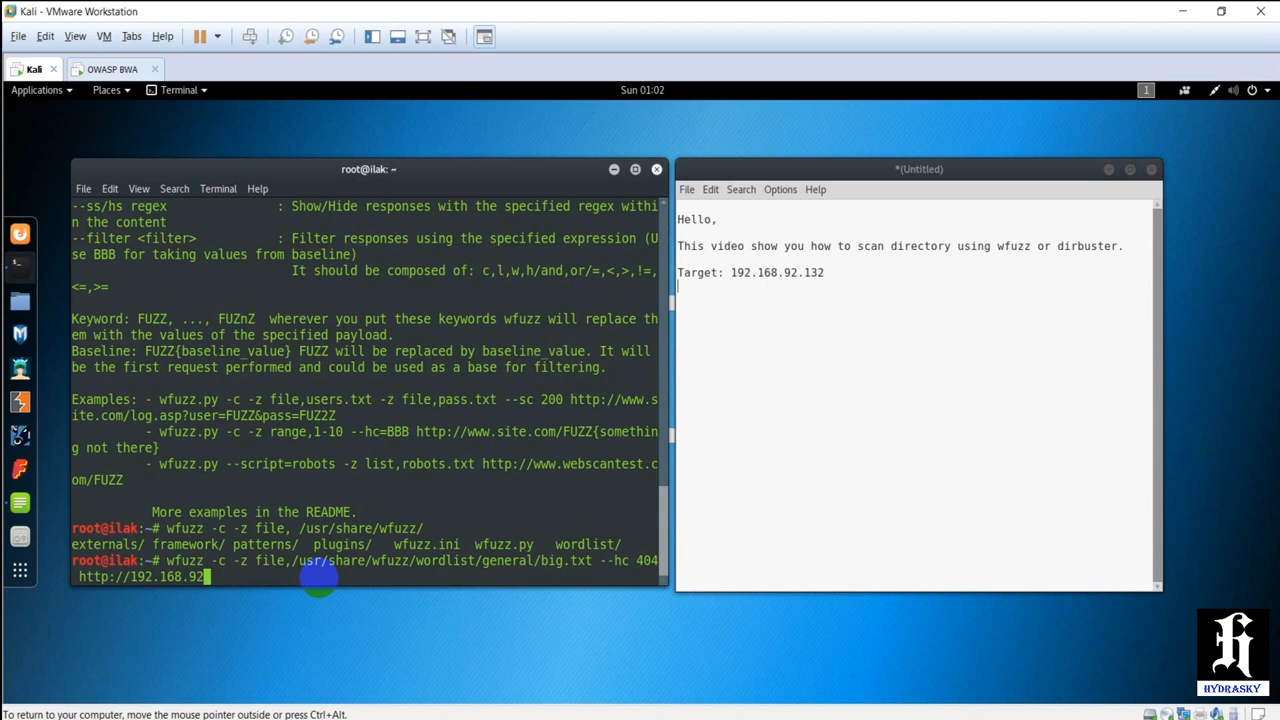 Kali - VMware Workstation
File Edit View VM Tabs Help
Kali
OWASP BWA
Applications Places Terminal Sun 01:02 1
root@ilak: ~
File Edit View Search Terminal Help
--ss/hs regex : Show/Hide responses with the specified regex withi
n the content
--filter <filter> : Filter responses using the specified expression (U
se BBB for taking values from baseline)
It should be composed of: c,l,w,h/and,or/=,<,>,!=,
<=,>=
Keyword: FUZZ, ..., FUZnZ wherever you put these keywords wfuzz will replace th
em with the values of the specified payload.
Baseline: FUZZ{baseline_value} FUZZ will be replaced by baseline_value. It will
be the first request performed and could be used as a base for filtering.
Examples: - wfuzz.py -c -z file,users.txt -z file,pass.txt --sc 200 http://www.s
ite.com/log.asp?user=FUZZ&pass=FUZ2Z
- wfuzz.py -c -z range,1-10 --hc=BBB http://www.site.com/FUZZ{somethin
g not there}
- wfuzz.py --script=robots -z list,robots.txt http://www.webscantest.c
om/FUZZ
More examples in the README.
root@ilak:~# wfuzz -c -z file, /usr/share/wfuzz/
externals/ framework/ patterns/ plugins/ wfuzz.ini wfuzz.py wordlist/
root@ilak:~# wfuzz -c -z file,/usr/share/wfuzz/wordlist/general/big.txt --hc 404
http://192.168.92
*(Untitled)
File Edit Search Options Help
Hello,
This video show you how to scan directory using wfuzz or dirbuster.
Target: 192.168.92.132
HYDRASKY
To return to your computer, move the mouse pointer outside or press Ctrl+Alt.